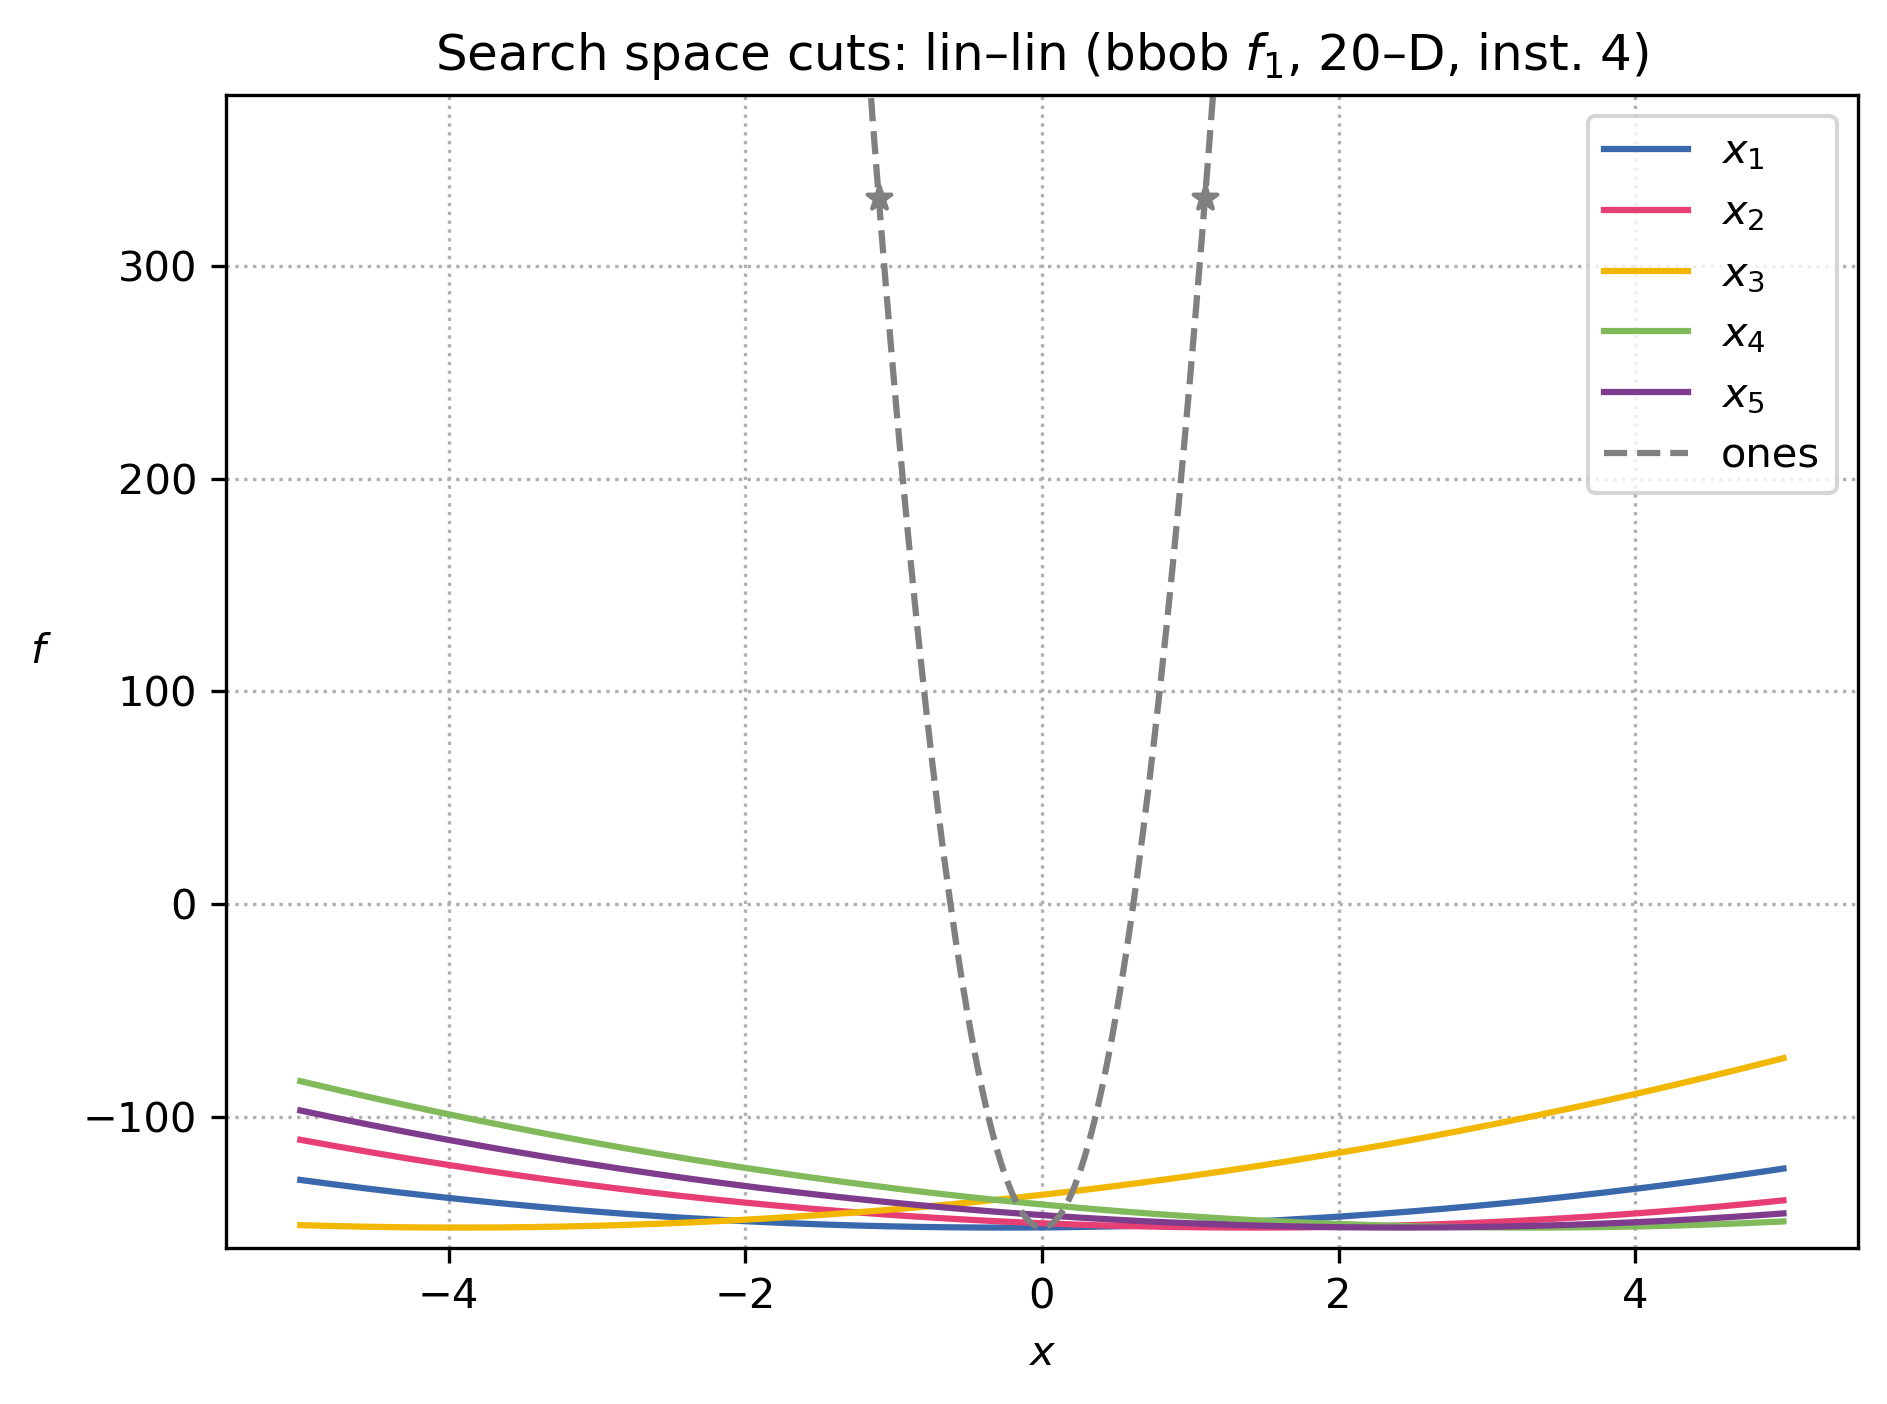 Search space cuts: lin–lin (bbob f₁, 20–D, inst. 4)
x₁
x₂
x₃
x₄
x₅
ones
300
200
100
0
−100
f
−4 −2 0 2 4
x